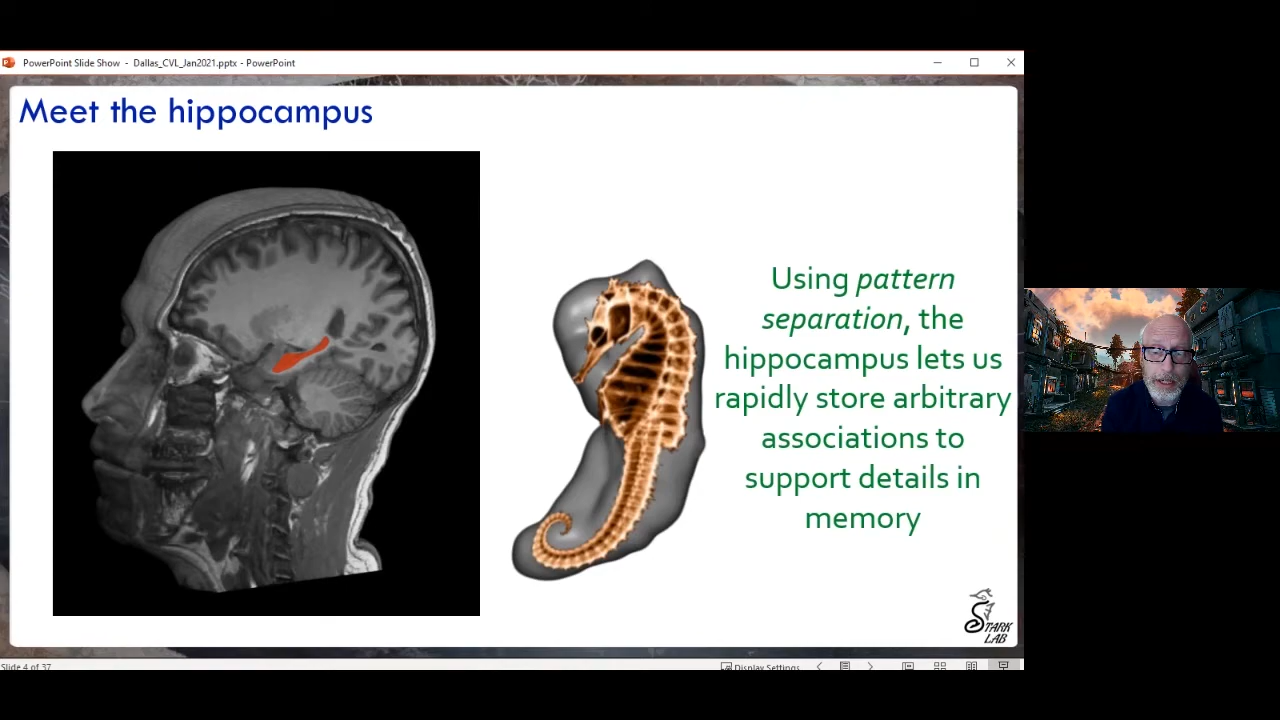 PowerPoint Slide Show - Dallas_CVL_Jan2021.pptx - PowerPoint
Meet the hippocampus
Using pattern
separation, the
hippocampus lets us
rapidly store arbitrary
associations to
support details in
memory
STARK
LAB
Slide 4 of 37
Display Settings